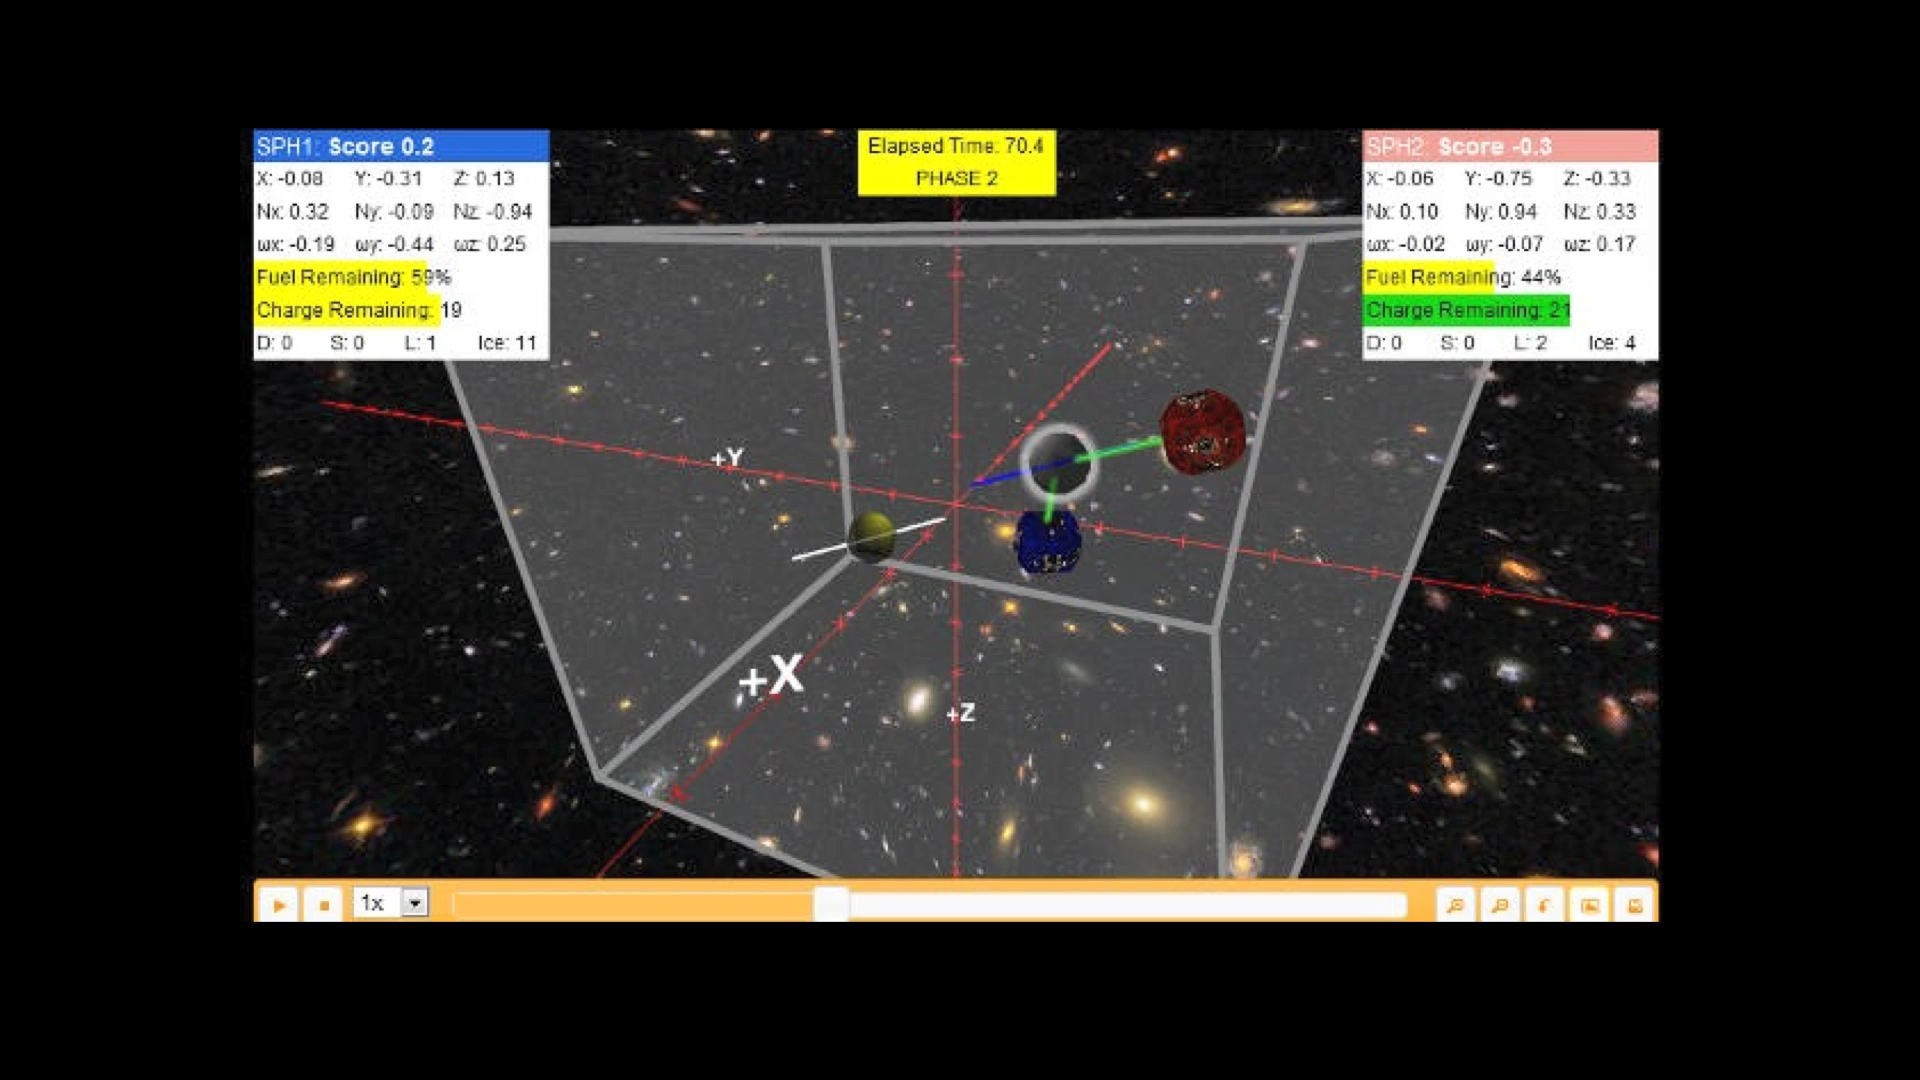 SPH1: Score 0.2
X: -0.08 Y: -0.31 Z: 0.13
Nx: 0.32 Ny: -0.09 Nz: -0.94
ωx: -0.19 ωy: -0.44 ωz: 0.25
Fuel Remaining: 59%
Charge Remaining: 19
D: 0 S: 0 L: 1 Ice: 11
Elapsed Time: 70.4
PHASE 2
SPH2: Score -0.3
X: -0.06 Y: -0.75 Z: -0.33
Nx: 0.10 Ny: 0.94 Nz: 0.33
ωx: -0.02 ωy: -0.07 ωz: 0.17
Fuel Remaining: 44%
Charge Remaining: 21
D: 0 S: 0 L: 2 Ice: 4
+Y
+X
+Z
1x